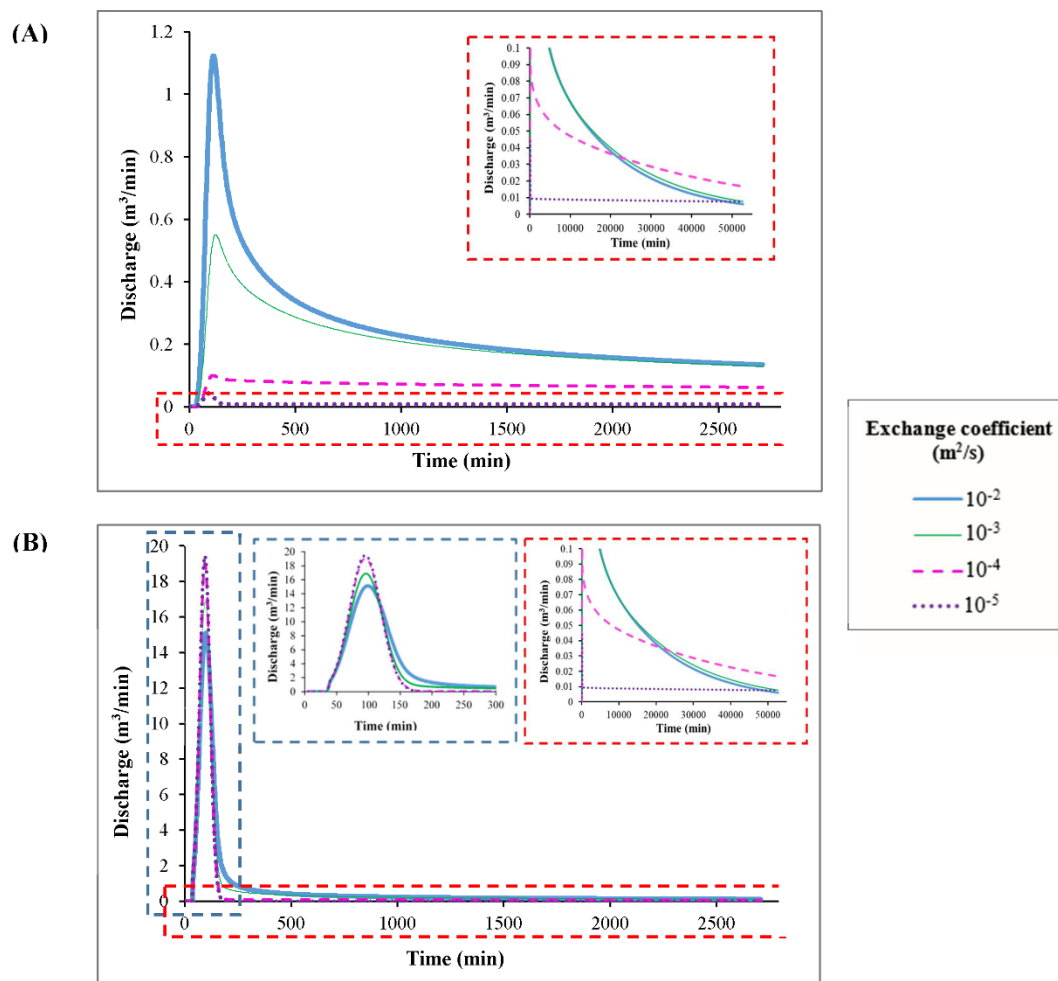 (A)
Discharge (m³/min)
1.2
1
0.8
0.6
0.4
0.2
0
0 500 1000 1500 2000 2500
Time (min)
Discharge (m³/min)
0.1
0.09
0.08
0.07
0.06
0.05
0.04
0.03
0.02
0.01
0
0 10000 20000 30000 40000 50000
Time (min)
Exchange coefficient
(m²/s)
10⁻²
10⁻³
10⁻⁴
10⁻⁵
(B)
Discharge (m³/min)
20
18
16
14
12
10
8
6
4
2
0
0 500 1000 1500 2000 2500
Time (min)
Discharge (m³/min)
20
18
16
14
12
10
8
6
4
2
0
0 50 100 150 200 250 300
Time (min)
Discharge (m³/min)
0.1
0.09
0.08
0.07
0.06
0.05
0.04
0.03
0.02
0.01
0
0 10000 20000 30000 40000 50000
Time (min)